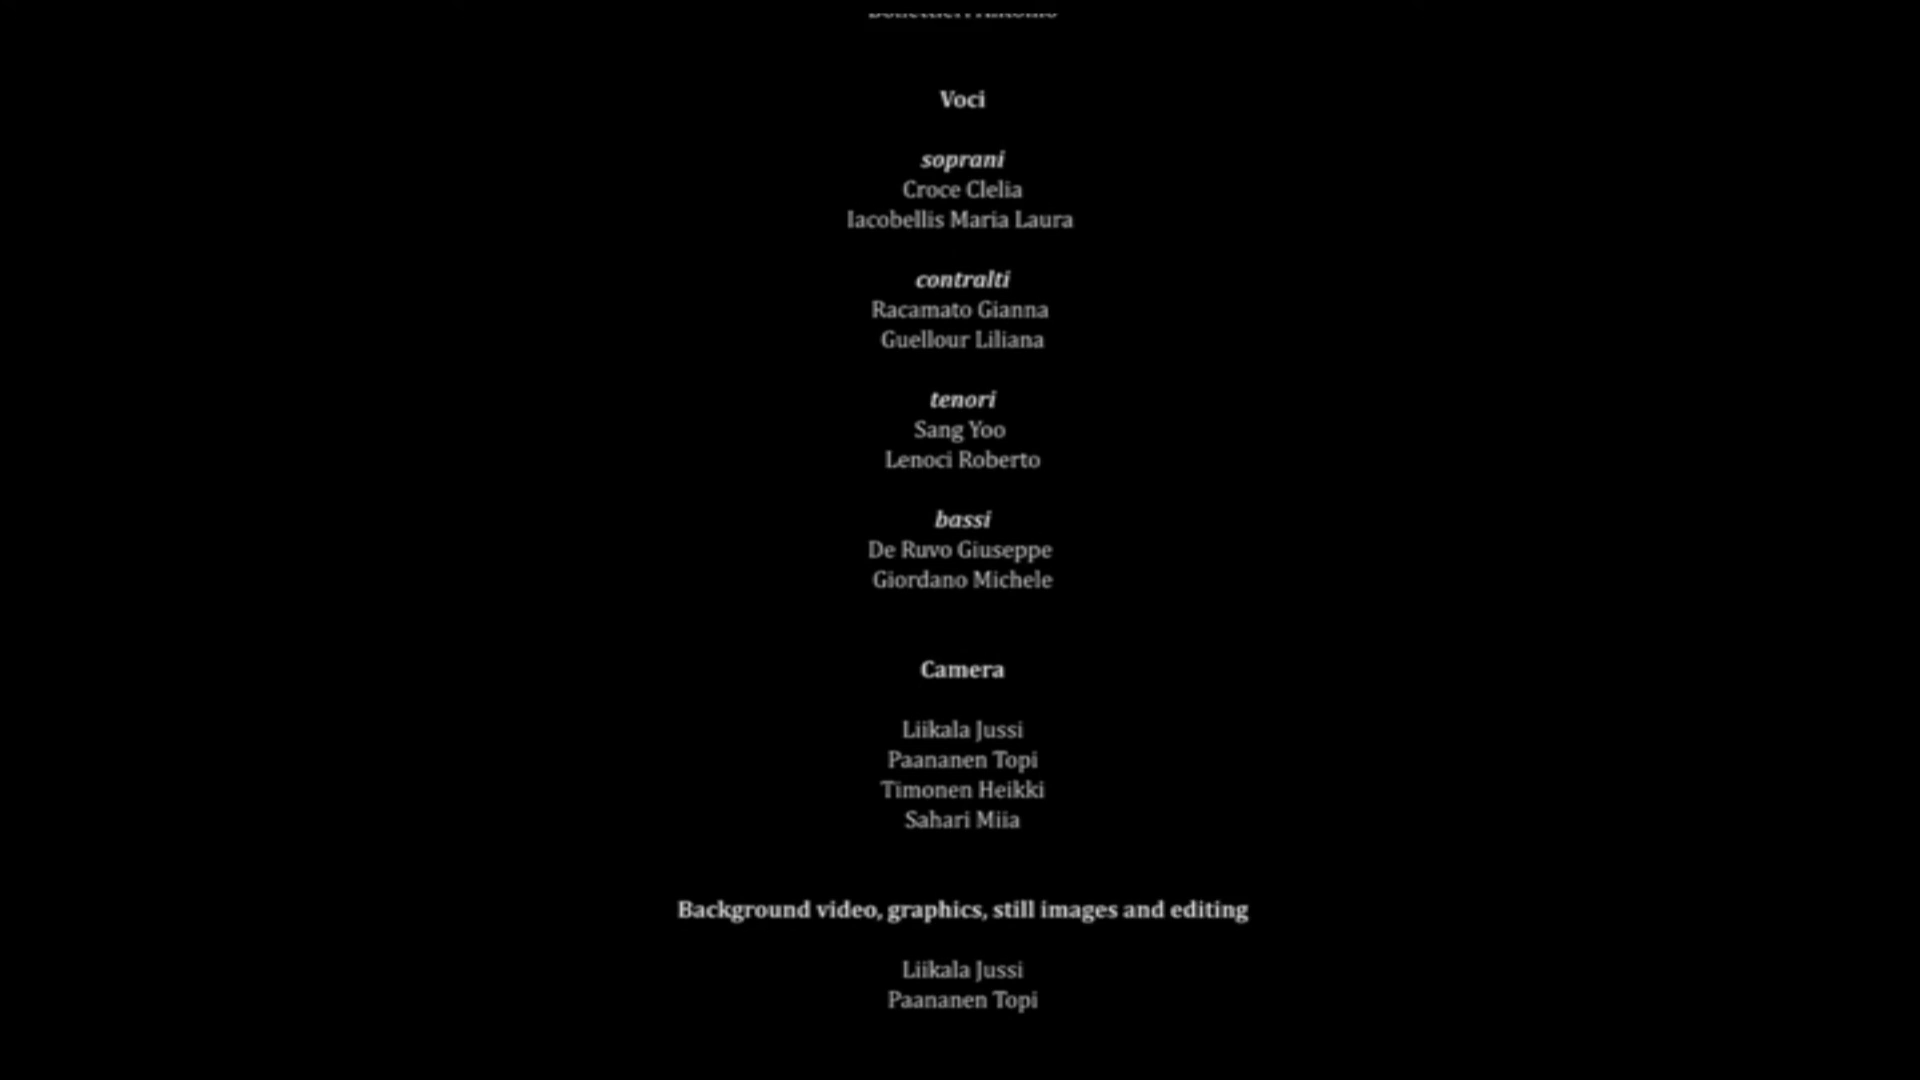 Voci
soprani
Croce Clelia
Iacobellis Maria Laura
contralti
Racamato Gianna
Guellour Liliana
tenori
Sang Yoo
Lenoci Roberto
bassi
De Ruvo Giuseppe
Giordano Michele
Camera
Liikala Jussi
Paananen Topi
Timonen Heikki
Sahari Miia
Background video, graphics, still images and editing
Liikala Jussi
Paananen Topi